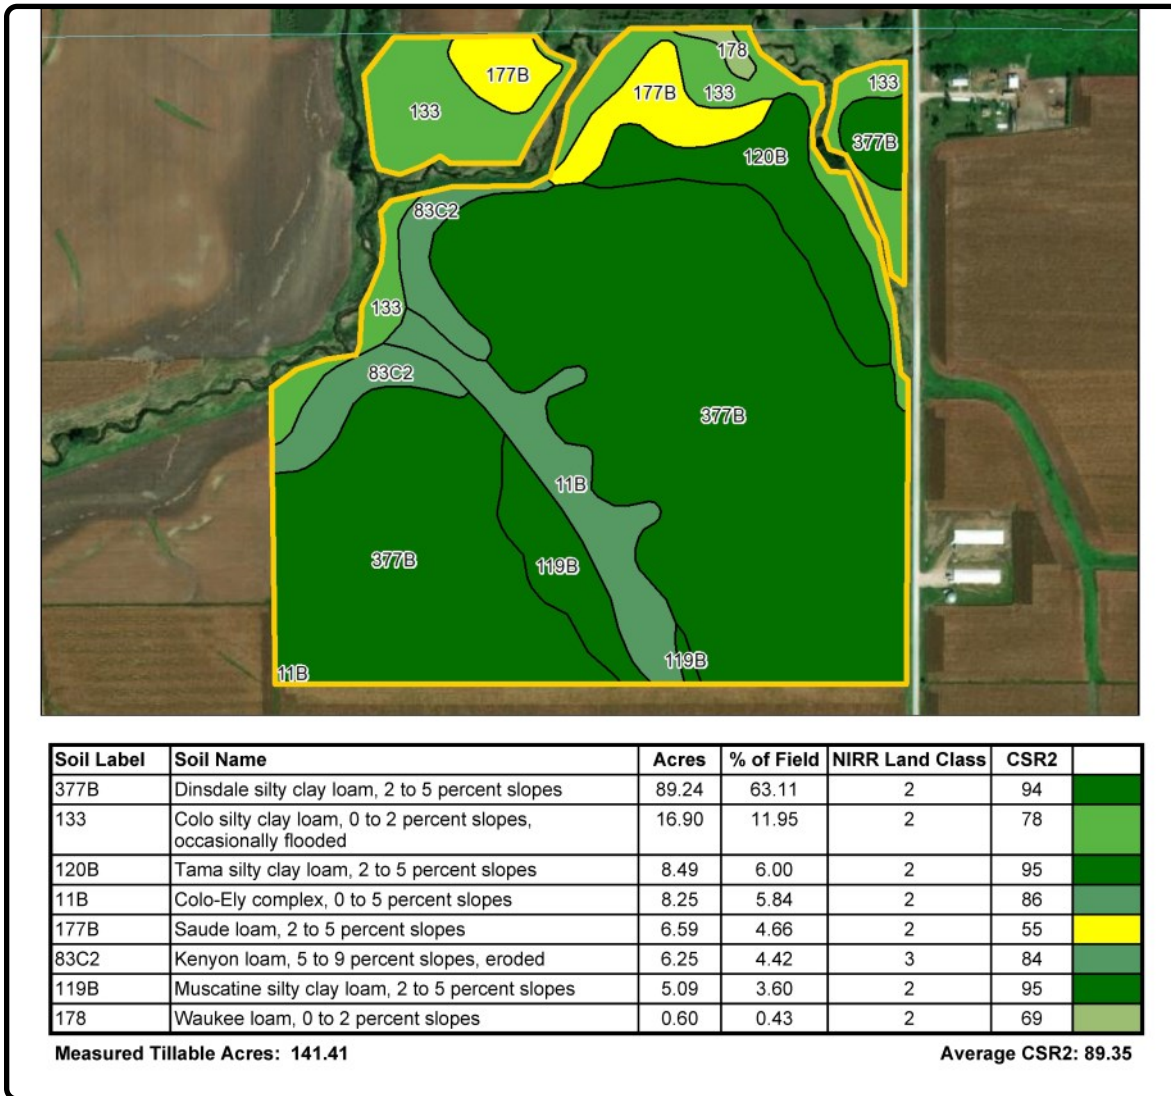 178
177B
133
177B
133
133
377B
120B
83C2
133
83C2
377B
11B
377B
119B
119B
11B
Soil Label Soil Name Acres % of Field NIRR Land Class CSR2
377B Dinsdale silty clay loam, 2 to 5 percent slopes 89.24 63.11 2 94
133 Colo silty clay loam, 0 to 2 percent slopes, 16.90 11.95 2 78
occasionally flooded
120B Tama silty clay loam, 2 to 5 percent slopes 8.49 6.00 2 95
11B Colo-Ely complex, 0 to 5 percent slopes 8.25 5.84 2 86
177B Saude loam, 2 to 5 percent slopes 6.59 4.66 2 55
83C2 Kenyon loam, 5 to 9 percent slopes, eroded 6.25 4.42 3 84
119B Muscatine silty clay loam, 2 to 5 percent slopes 5.09 3.60 2 95
178 Waukee loam, 0 to 2 percent slopes 0.60 0.43 2 69
Measured Tillable Acres: 141.41 Average CSR2: 89.35